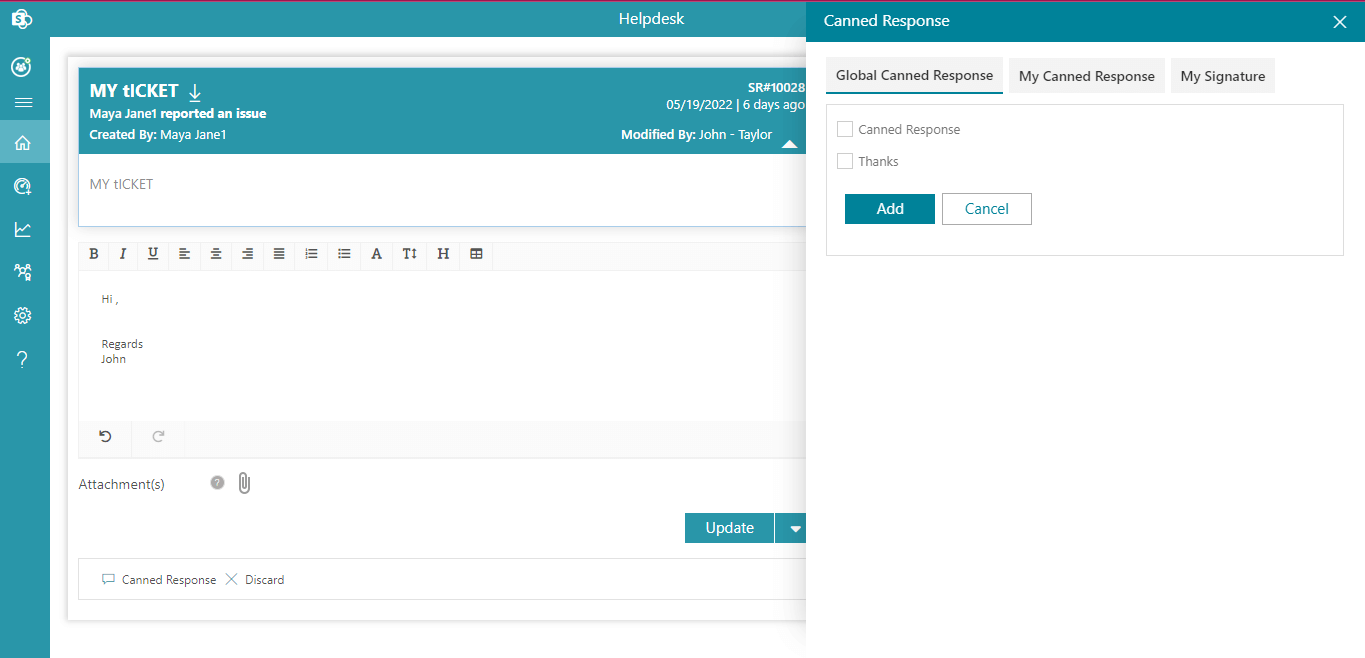 Helpdesk
MY tICKET
Maya Jane1 reported an issue
Created By: Maya Jane1
SR#10028
05/19/2022 | 6 days ago
Modified By: John - Taylor
MY tICKET
B I U A T H
Hi ,
Regards
John
Attachment(s) ?
Update
Canned Response Discard
Canned Response
Global Canned Response My Canned Response My Signature
Canned Response
Thanks
Add Cancel